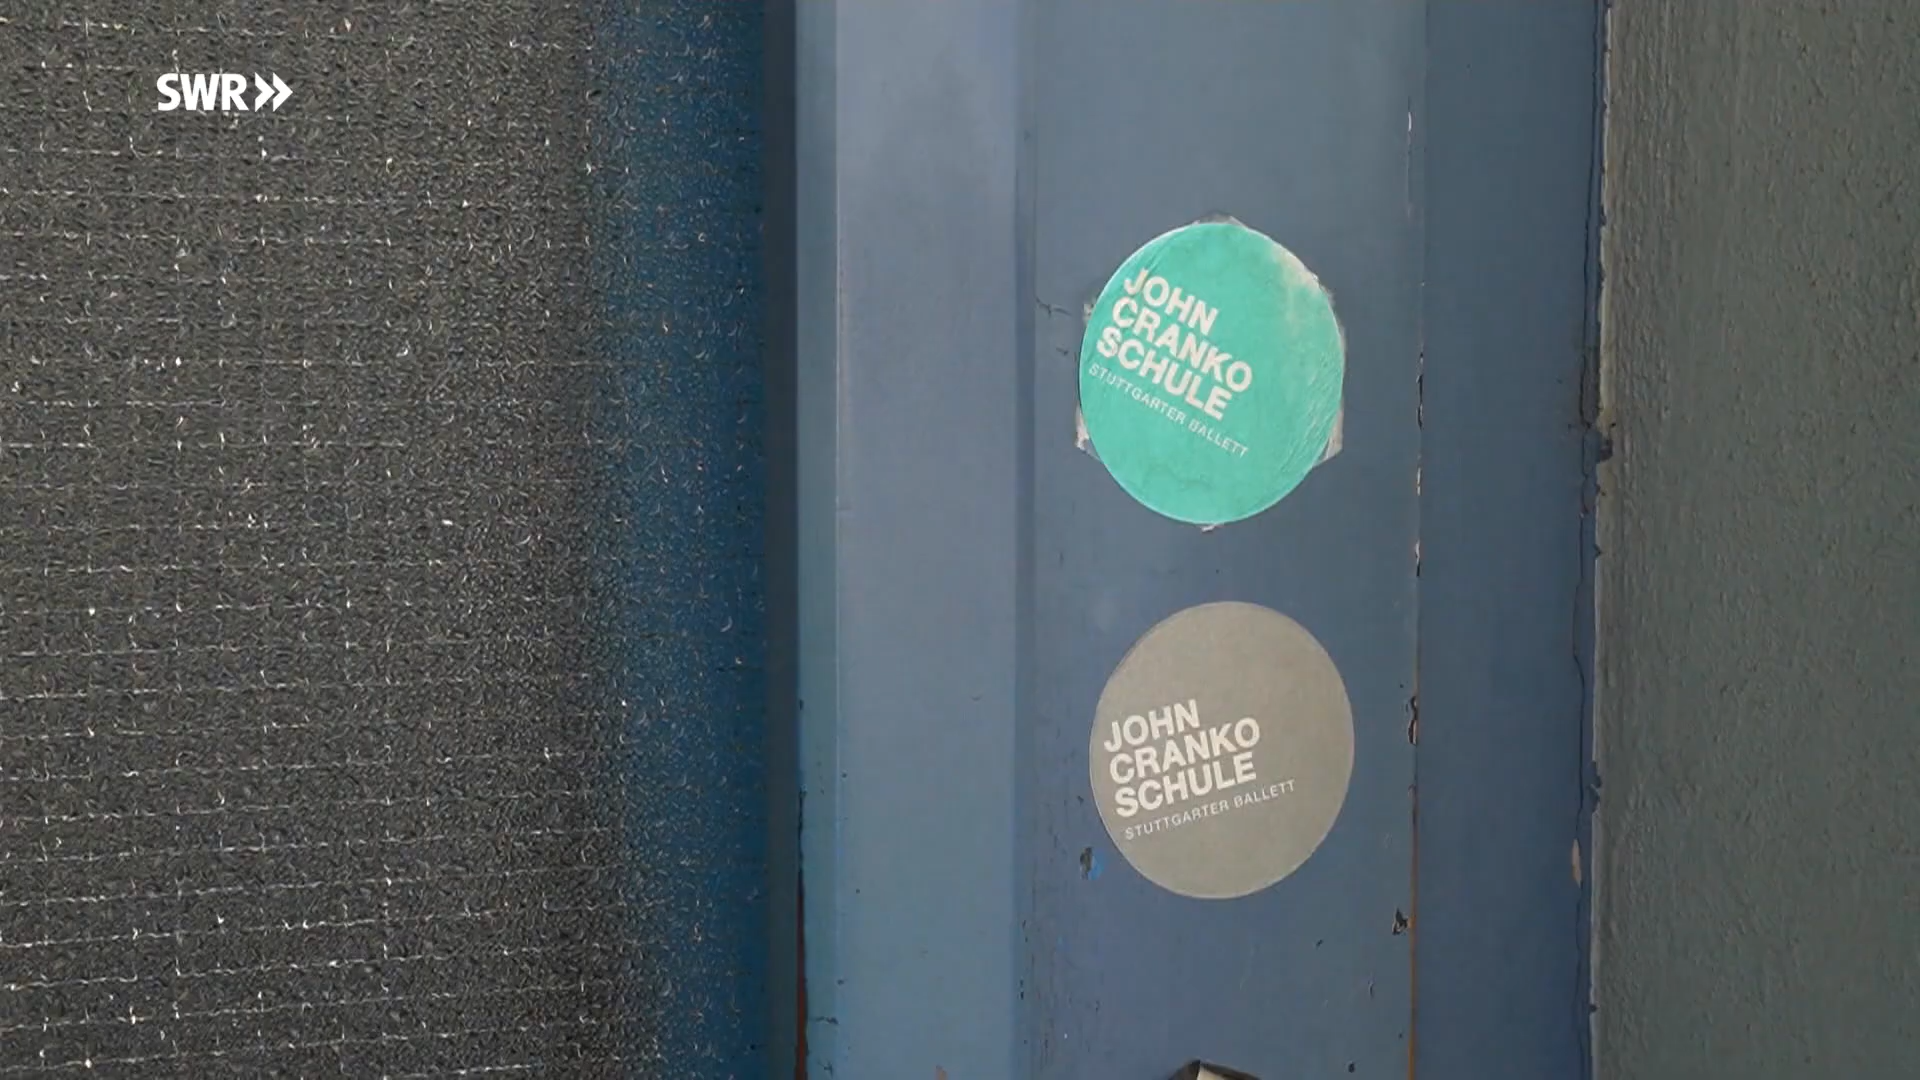 SWR»
JOHN
CRANKO
SCHULE
STUTTGARTER BALLETT
JOHN
CRANKO
SCHULE
STUTTGARTER BALLETT